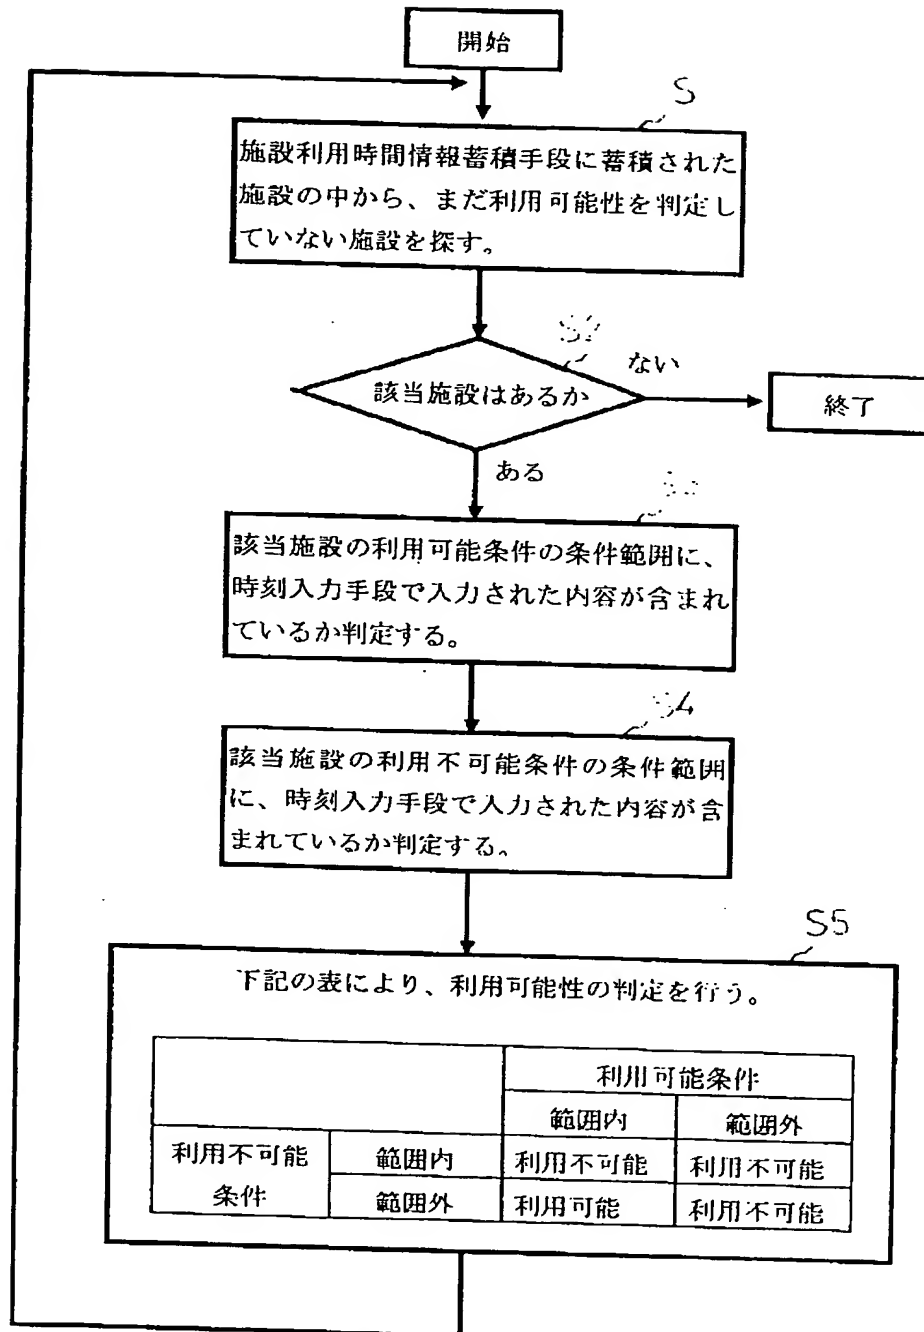 開始
S
施設利用時間情報蓄積手段に蓄積された
施設の中から、まだ利用可能性を判定し
ていない施設を探す。
ない
該当施設はあるか
終了
ある
該当施設の利用可能条件の条件範囲に、
時刻入力手段で入力された内容が含まれ
ているか判定する。
S4
該当施設の利用不可能条件の条件範囲
に、時刻入力手段で入力された内容が含
まれているか判定する。
S5
下記の表により、利用可能性の判定を行う。
利用可能条件
範囲内 範囲外
利用不可能 範囲内 利用不可能 利用不可能
条件 範囲外 利用可能 利用不可能